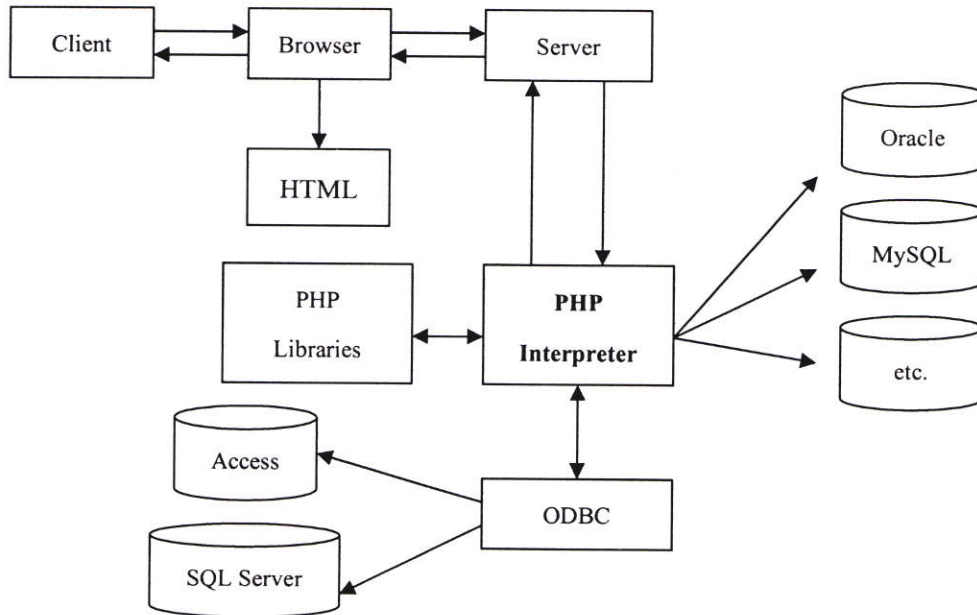 Client
Browser
Server
HTML
Oracle
MySQL
etc.
PHP
Libraries
PHP
Interpreter
Access
SQL Server
ODBC